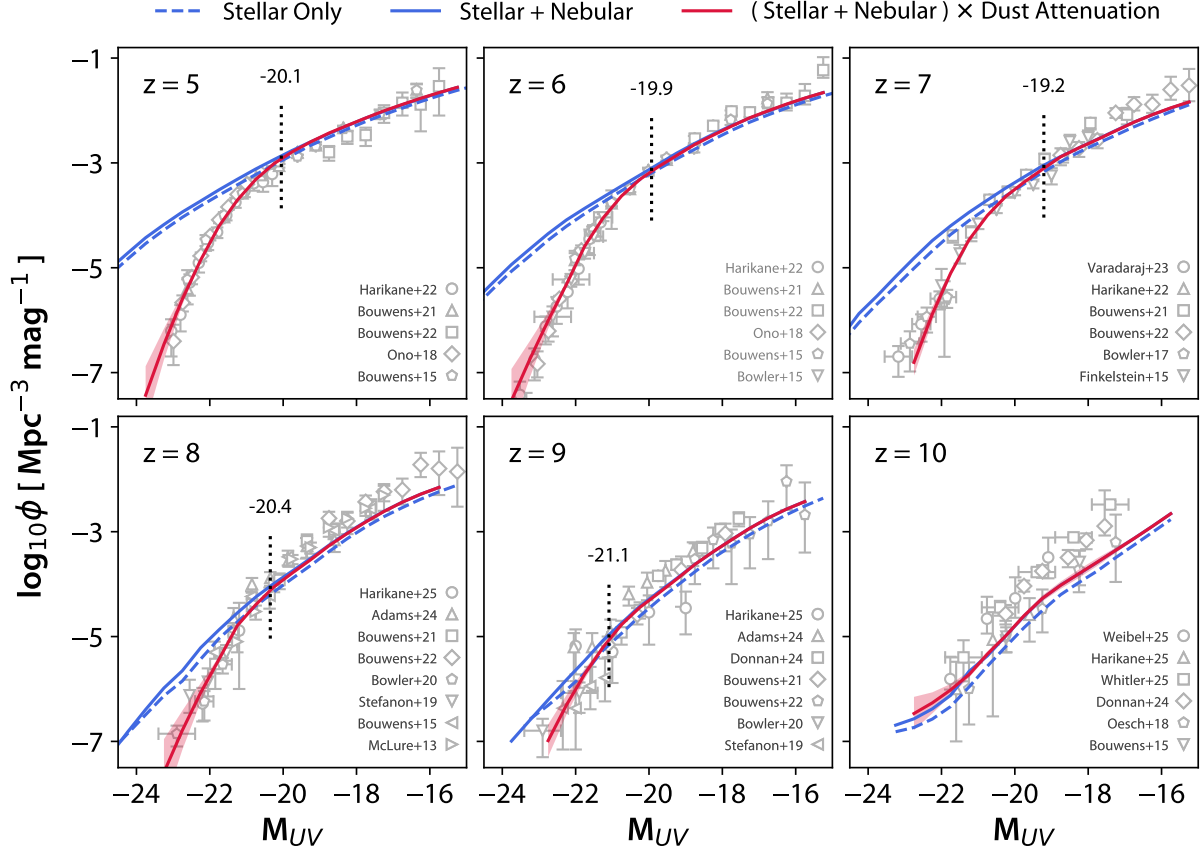 Stellar Only
Stellar + Nebular
( Stellar + Nebular ) × Dust Attenuation
log₁₀ϕ [ Mpc⁻³ mag⁻¹ ]
−1
−3
−5
−7
z = 5
-20.1
Harikane+22
Bouwens+21
Bouwens+22
Ono+18
Bouwens+15
z = 6
-19.9
Harikane+22
Bouwens+21
Bouwens+22
Ono+18
Bouwens+15
Bowler+15
z = 7
-19.2
Varadaraj+23
Harikane+22
Bouwens+21
Bouwens+22
Bowler+17
Finkelstein+15
−1
−3
−5
−7
z = 8
-20.4
Harikane+25
Adams+24
Bouwens+21
Bouwens+22
Bowler+20
Stefanon+19
Bouwens+15
McLure+13
z = 9
-21.1
Harikane+25
Adams+24
Donnan+24
Bouwens+21
Bouwens+22
Bowler+20
Stefanon+19
z = 10
Weibel+25
Harikane+25
Whitler+25
Donnan+24
Oesch+18
Bouwens+15
−24 −22 −20 −18 −16
−24 −22 −20 −18 −16
−24 −22 −20 −18 −16
M_UV
M_UV
M_UV